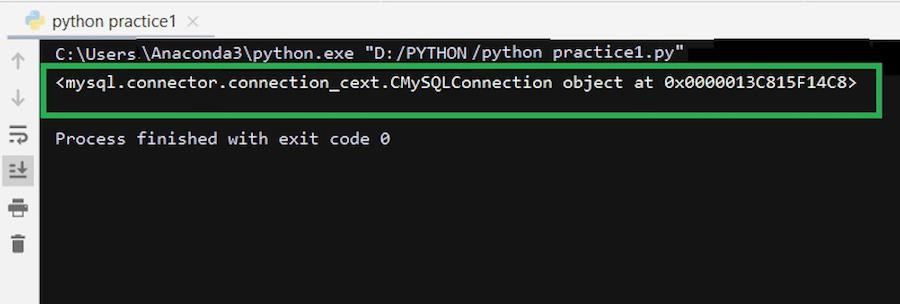 python practice1
C:\Users\Anaconda3\python.exe "D:/PYTHON/python practice1.py"
<mysql.connector.connection_cext.CMySQLConnection object at 0x0000013C815F14C8>
Process finished with exit code 0